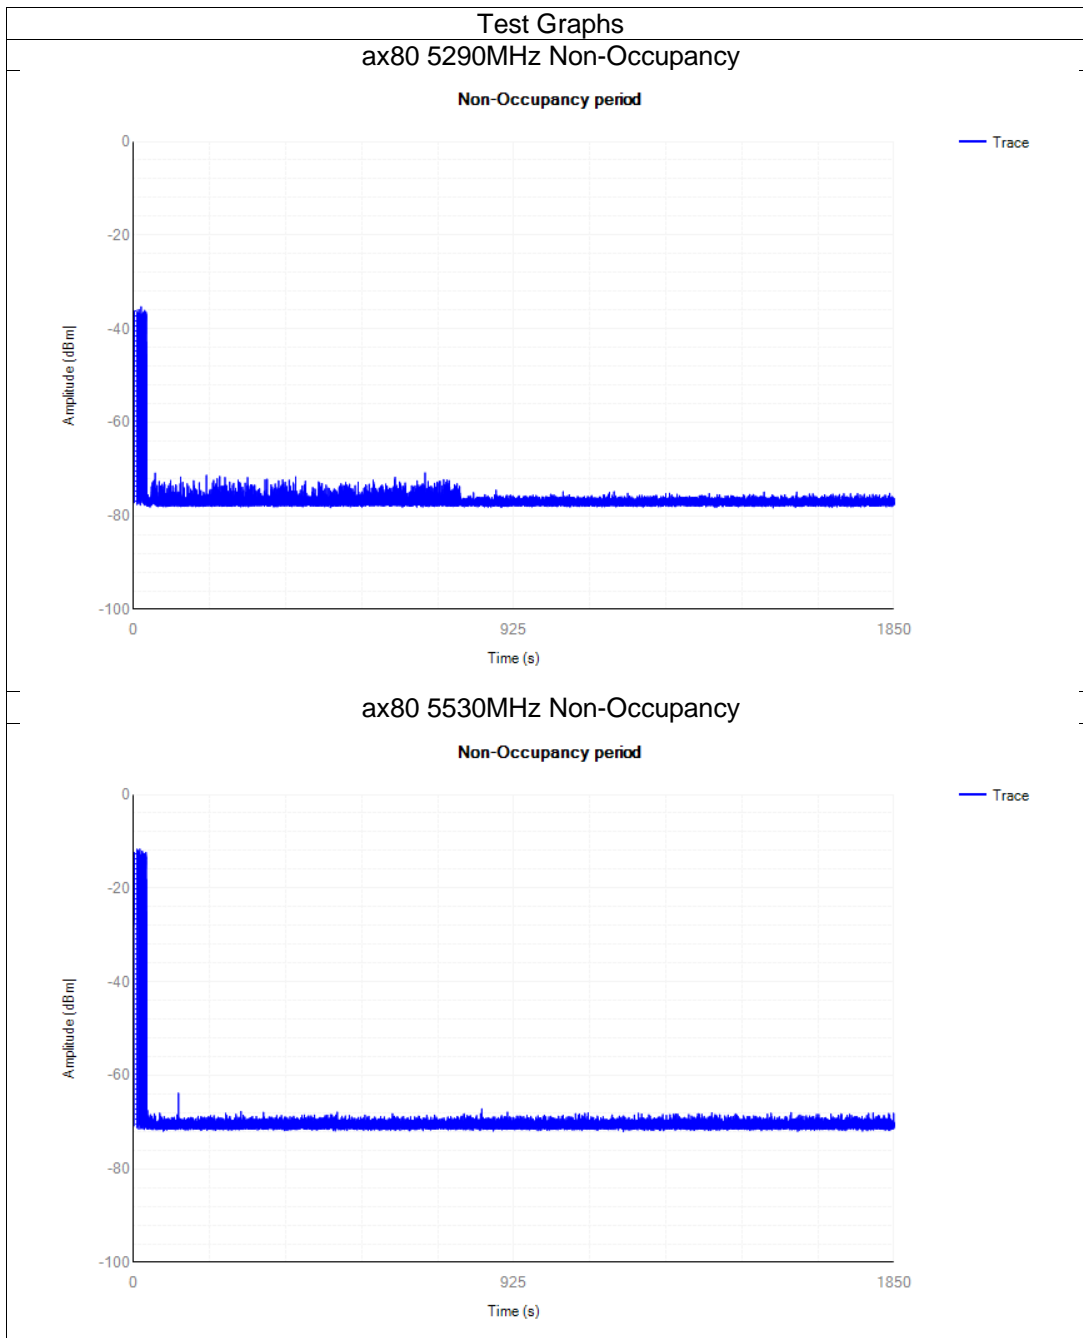 Test Graphs
ax80 5290MHz Non-Occupancy
Non-Occupancy period
Trace
0
-20
-40
-60
-80
-100
Amplitude (dBm|
0 925 1850
Time (s)
ax80 5530MHz Non-Occupancy
Non-Occupancy period
Trace
0
-20
-40
-60
-80
-100
Amplitude (dBm|
0 925 1850
Time (s)